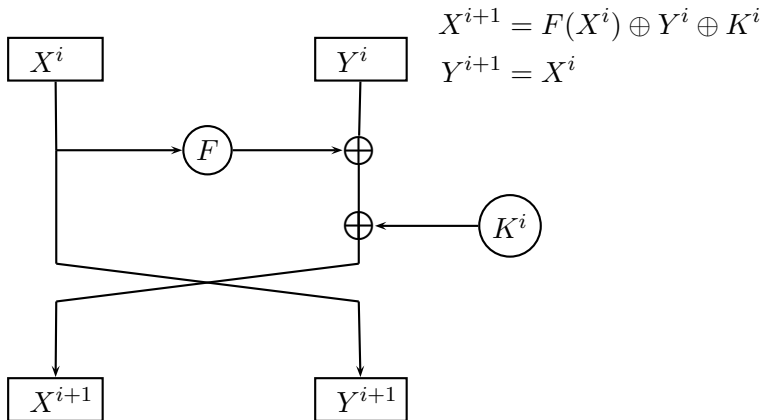 X^{i+1} = F(X^i) ⊕ Y^i ⊕ K^i
X^i Y^i
Y^{i+1} = X^i
F
K^i
X^{i+1} Y^{i+1}